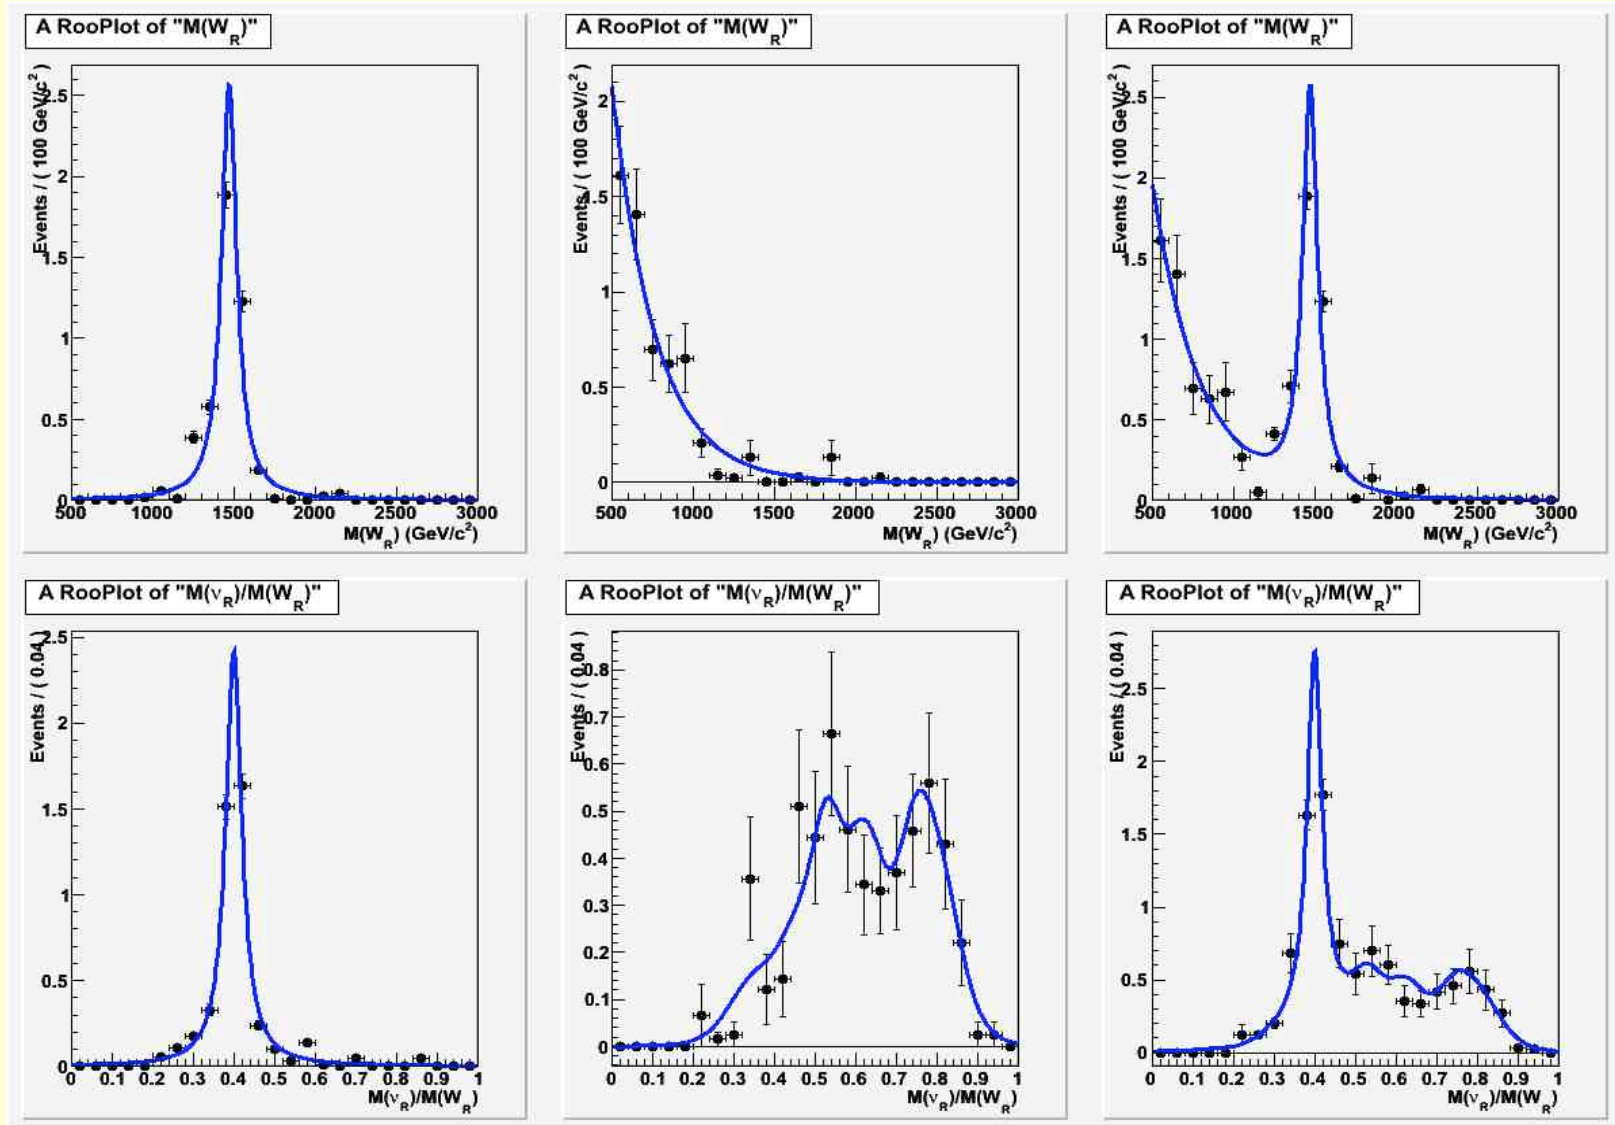 A RooPlot of "M(W_R)"
Events / ( 100 GeV/c²)
2.5
2
1.5
1
0.5
0
500 1000 1500 2000 2500 3000
M(W_R) (GeV/c²)
A RooPlot of "M(W_R)"
Events / ( 100 GeV/c²)
2
1.5
1
0.5
0
500 1000 1500 2000 2500 3000
M(W_R) (GeV/c²)
A RooPlot of "M(W_R)"
Events / ( 100 GeV/c²)
2.5
2
1.5
1
0.5
0
500 1000 1500 2000 2500 3000
M(W_R) (GeV/c²)
A RooPlot of "M(ν_R)/M(W_R)"
Events / ( 0.04 )
2.5
2
1.5
1
0.5
0
0 0.1 0.2 0.3 0.4 0.5 0.6 0.7 0.8 0.9 1
M(ν_R)/M(W_R)
A RooPlot of "M(ν_R)/M(W_R)"
Events / ( 0.04 )
0.8
0.7
0.6
0.5
0.4
0.3
0.2
0.1
0
0 0.1 0.2 0.3 0.4 0.5 0.6 0.7 0.8 0.9 1
M(ν_R)/M(W_R)
A RooPlot of "M(ν_R)/M(W_R)"
Events / ( 0.04 )
2.5
2
1.5
1
0.5
0
0 0.1 0.2 0.3 0.4 0.5 0.6 0.7 0.8 0.9 1
M(ν_R)/M(W_R)